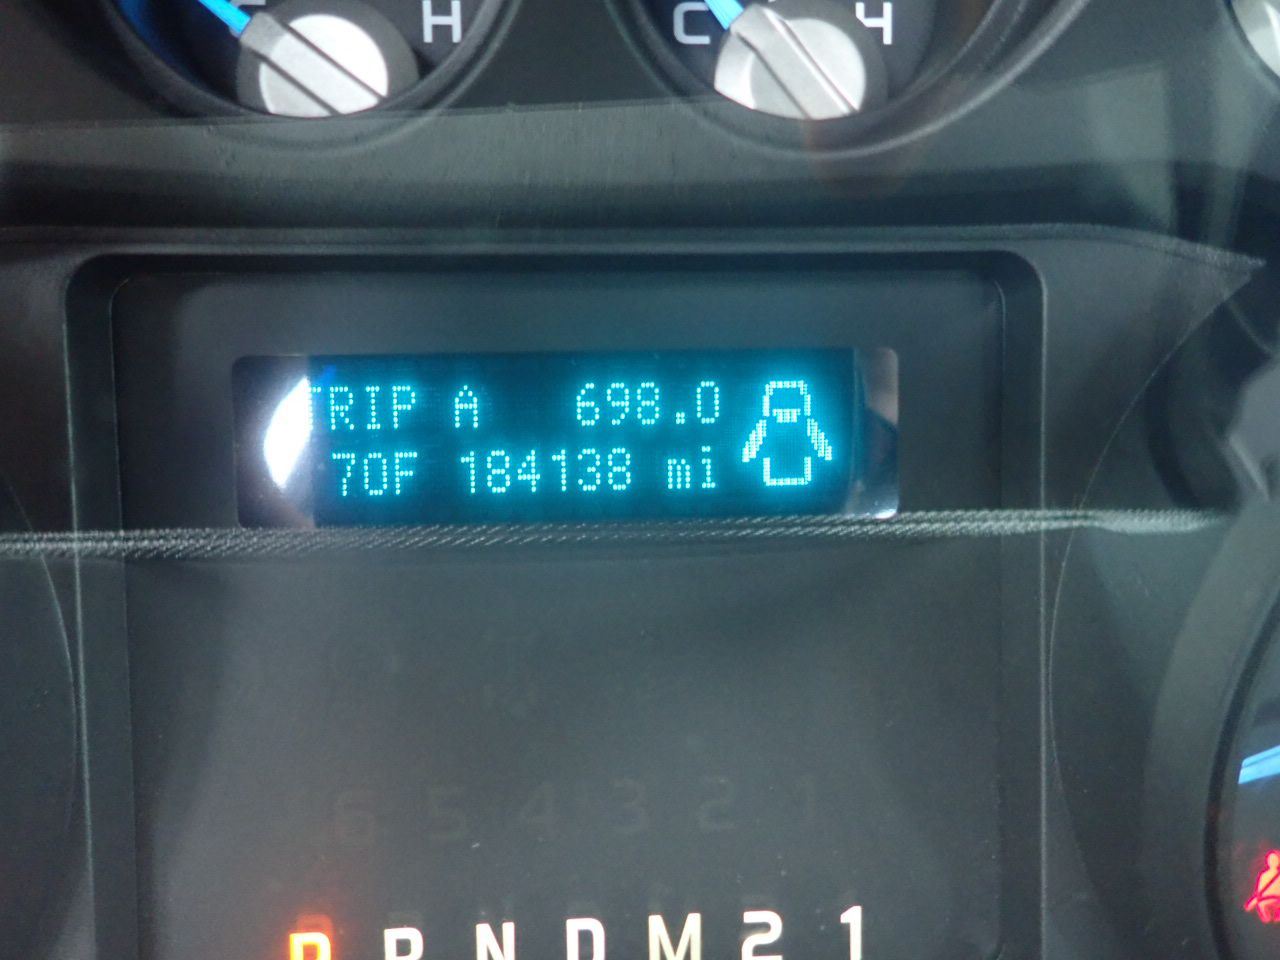 H
C H
TRIP A 698.0
70F 184138 mi
6 5 4 3 2 1
P R N D M 2 1